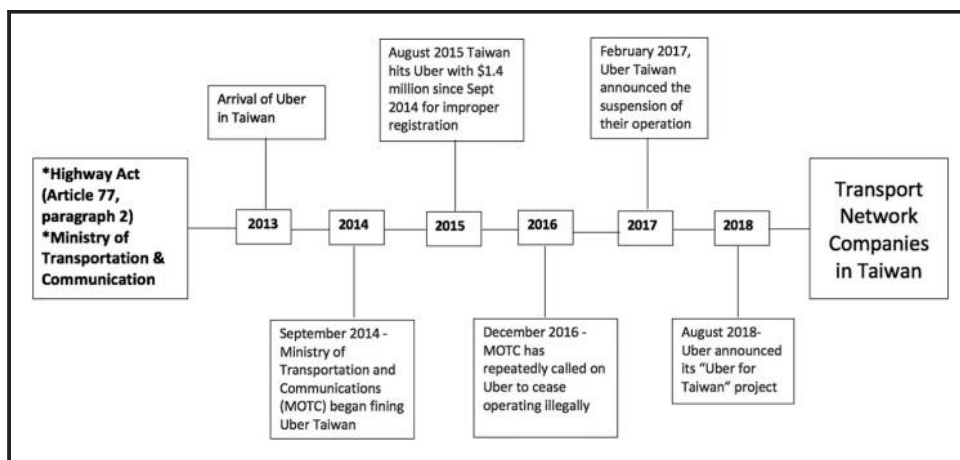 *Highway Act
(Article 77,
paragraph 2)
*Ministry of
Transportation &
Communication
Arrival of Uber
in Taiwan
2013
September 2014 -
Ministry of
Transportation and
Communications
(MOTC) began fining
Uber Taiwan
2014
August 2015 Taiwan
hits Uber with $1.4
million since Sept
2014 for improper
registration
2015
December 2016 -
MOTC has
repeatedly called on
Uber to cease
operating illegally
2016
February 2017,
Uber Taiwan
announced the
suspension of
their operation
2017
August 2018-
Uber announced
its "Uber for
Taiwan" project
2018
Transport
Network
Companies
in Taiwan